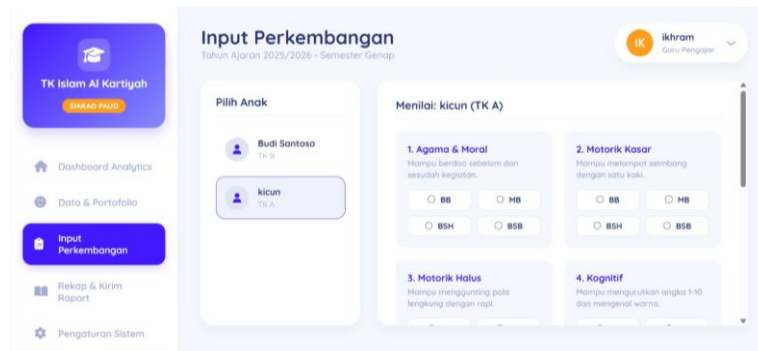 TK Islam Al Kartiyah
SIAKAD PAUD
Dashboard Analytics
Data & Portofolio
Input
Perkembangan
Rekap & Kirim
Raport
Pengaturan Sistem
Input Perkembangan
Tahun Ajaran 2025/2026 - Semester Genap
IK
ikhram
Guru Pengajar
Pilih Anak
Budi Santoso
TK B
kicun
TK A
Menilai: kicun (TK A)
1. Agama & Moral
Mampu berdoa sebelum dan
sesudah kegiatan.
BB
MB
BSH
BSB
2. Motorik Kasar
Mampu melompat seimbang
dengan satu kaki.
BB
MB
BSH
BSB
3. Motorik Halus
Mampu menggunting pola
lengkung dengan rapi.
4. Kognitif
Mampu mengurutkan angka 1-10
dan mengenal warna.